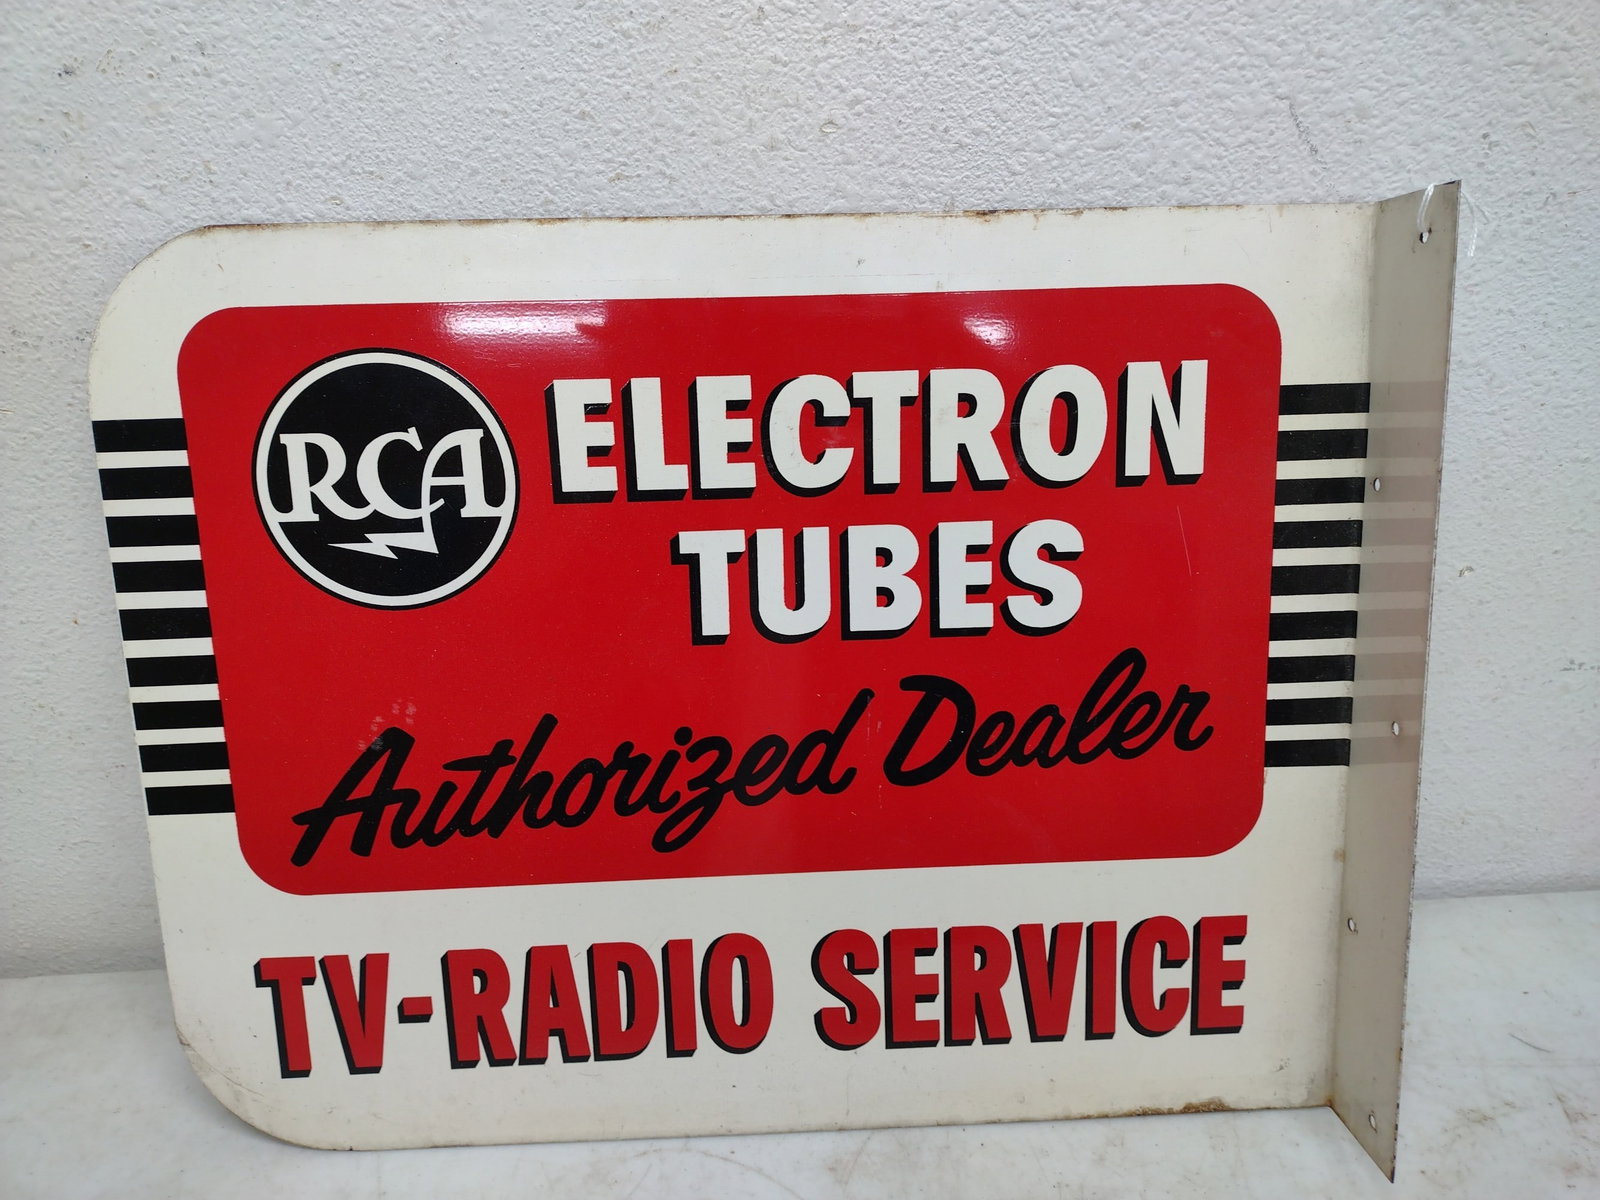 RCA
ELECTRON
TUBES
Authorized Dealer
TV-RADIO SERVICE